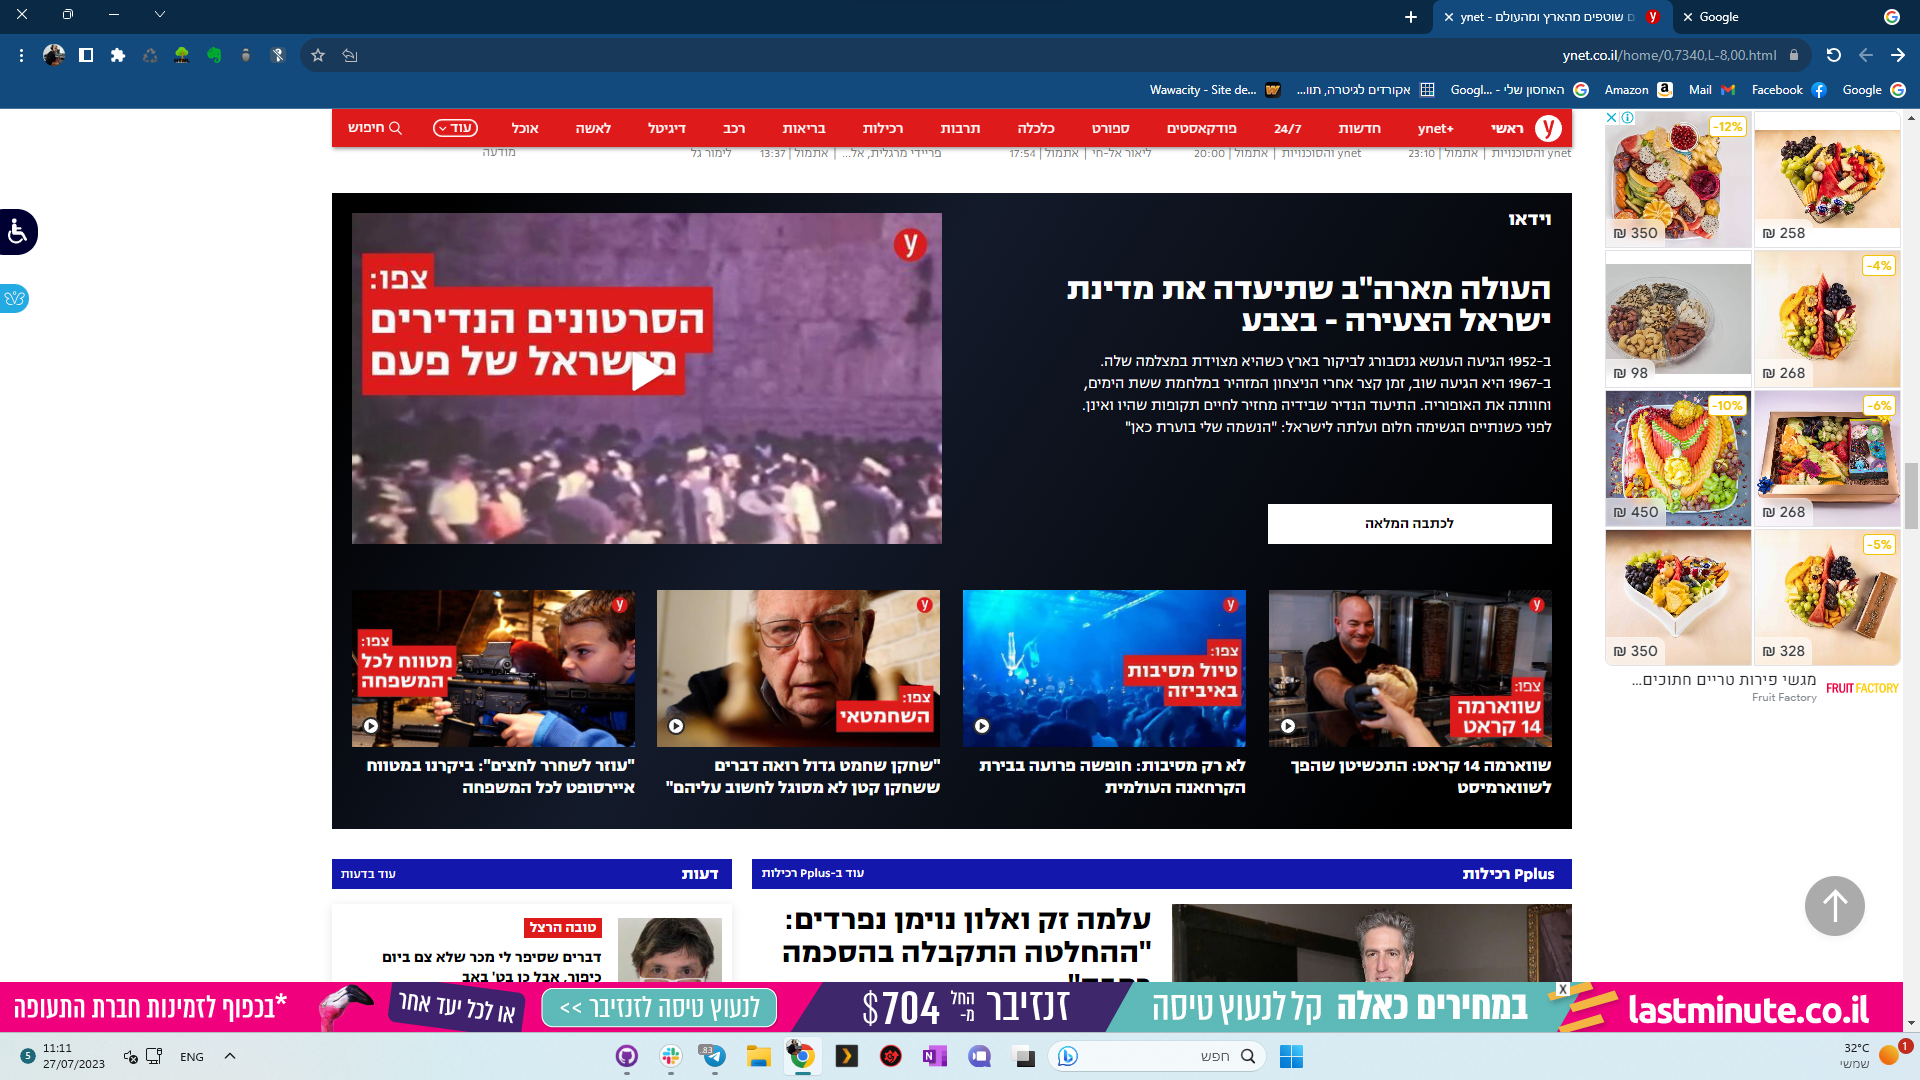 ynet - ם שוטפים מהארץ ומהעולם
Google
ynet.co.il/home/0,7340,L-8,00.html
Google
Facebook
Mail
Amazon
האחסון שלי - Googl...
אקורדים לגיטרה, תוו...
Wawacity - Site de...
ראשי
ynet+
חדשות
24/7
פודקאסטים
ספורט
כלכלה
תרבות
רכילות
בריאות
רכב
דיגיטל
לאשה
אוכל
עוד
חיפוש
ynet והסוכנויות | אתמול | 23:10
ynet והסוכנויות | אתמול | 20:00
ליאור אל-חי | אתמול | 17:54
פריידי מרגלית, אל... | אתמול | 13:37
לימור גל
מודעה
וידאו
העולה מארה"ב שתיעדה את מדינת
ישראל הצעירה - בצבע
ב-1952 הגיעה הענשא גנסבורג לביקור בארץ כשהיא מצוידת במצלמה שלה.
ב-1967 היא הגיעה שוב, זמן קצר אחרי הניצחון המזהיר במלחמת ששת הימים,
וחוותה את האופוריה. התיעוד הנדיר שבידיה מחזיר לחיים תקופות שהיו ואינן.
לפני כשנתיים הגשימה חלום ועלתה לישראל: "הנשמה שלי בוערת כאן"
לכתבה המלאה
y
צפו:
הסרטונים הנדירים
מישראל של פעם
צפו:
שווארמה
14 קראט
שווארמה 14 קראט: התכשיטן שהפך
לשווארמיסט
צפו:
טיול מסיבות
באיביזה
לא רק מסיבות: חופשה פרועה בבירת
הקרחאנה העולמית
צפו:
השחמטאי
"שחקן שחמט גדול רואה דברים
ששחקן קטן לא מסוגל לחשוב עליהם"
צפו:
מטווח לכל
המשפחה
"עוזר לשחרר לחצים": ביקרנו במטווח
איירסופט לכל המשפחה
Pplus רכילות
עוד ב-Pplus רכילות
עלמה זק ואלון נוימן נפרדים:
"ההחלטה התקבלה בהסכמה
דעות
עוד בדעות
טובה הרצל
דברים שסיפר לי מכר שלא צם ביום
כיפור, אבל כן בט' באב
-12%
₪ 350
₪ 258
₪ 98
-4%
₪ 268
-10%
₪ 450
-6%
₪ 268
₪ 350
-5%
₪ 328
מגשי פירות טריים חתוכים...
Fruit Factory
FRUIT FACTORY
X
lastminute.co.il
במחירים כאלה קל לנעוץ טיסה
זנזיבר
החל
מ-
$704
לנעוץ טיסה לזנזיבר >>
או לכל יעד אחר
*בכפוף לזמינות חברת התעופה
5
11:11
27/07/2023
ENG
83
חפש
32°C
שמשי
1